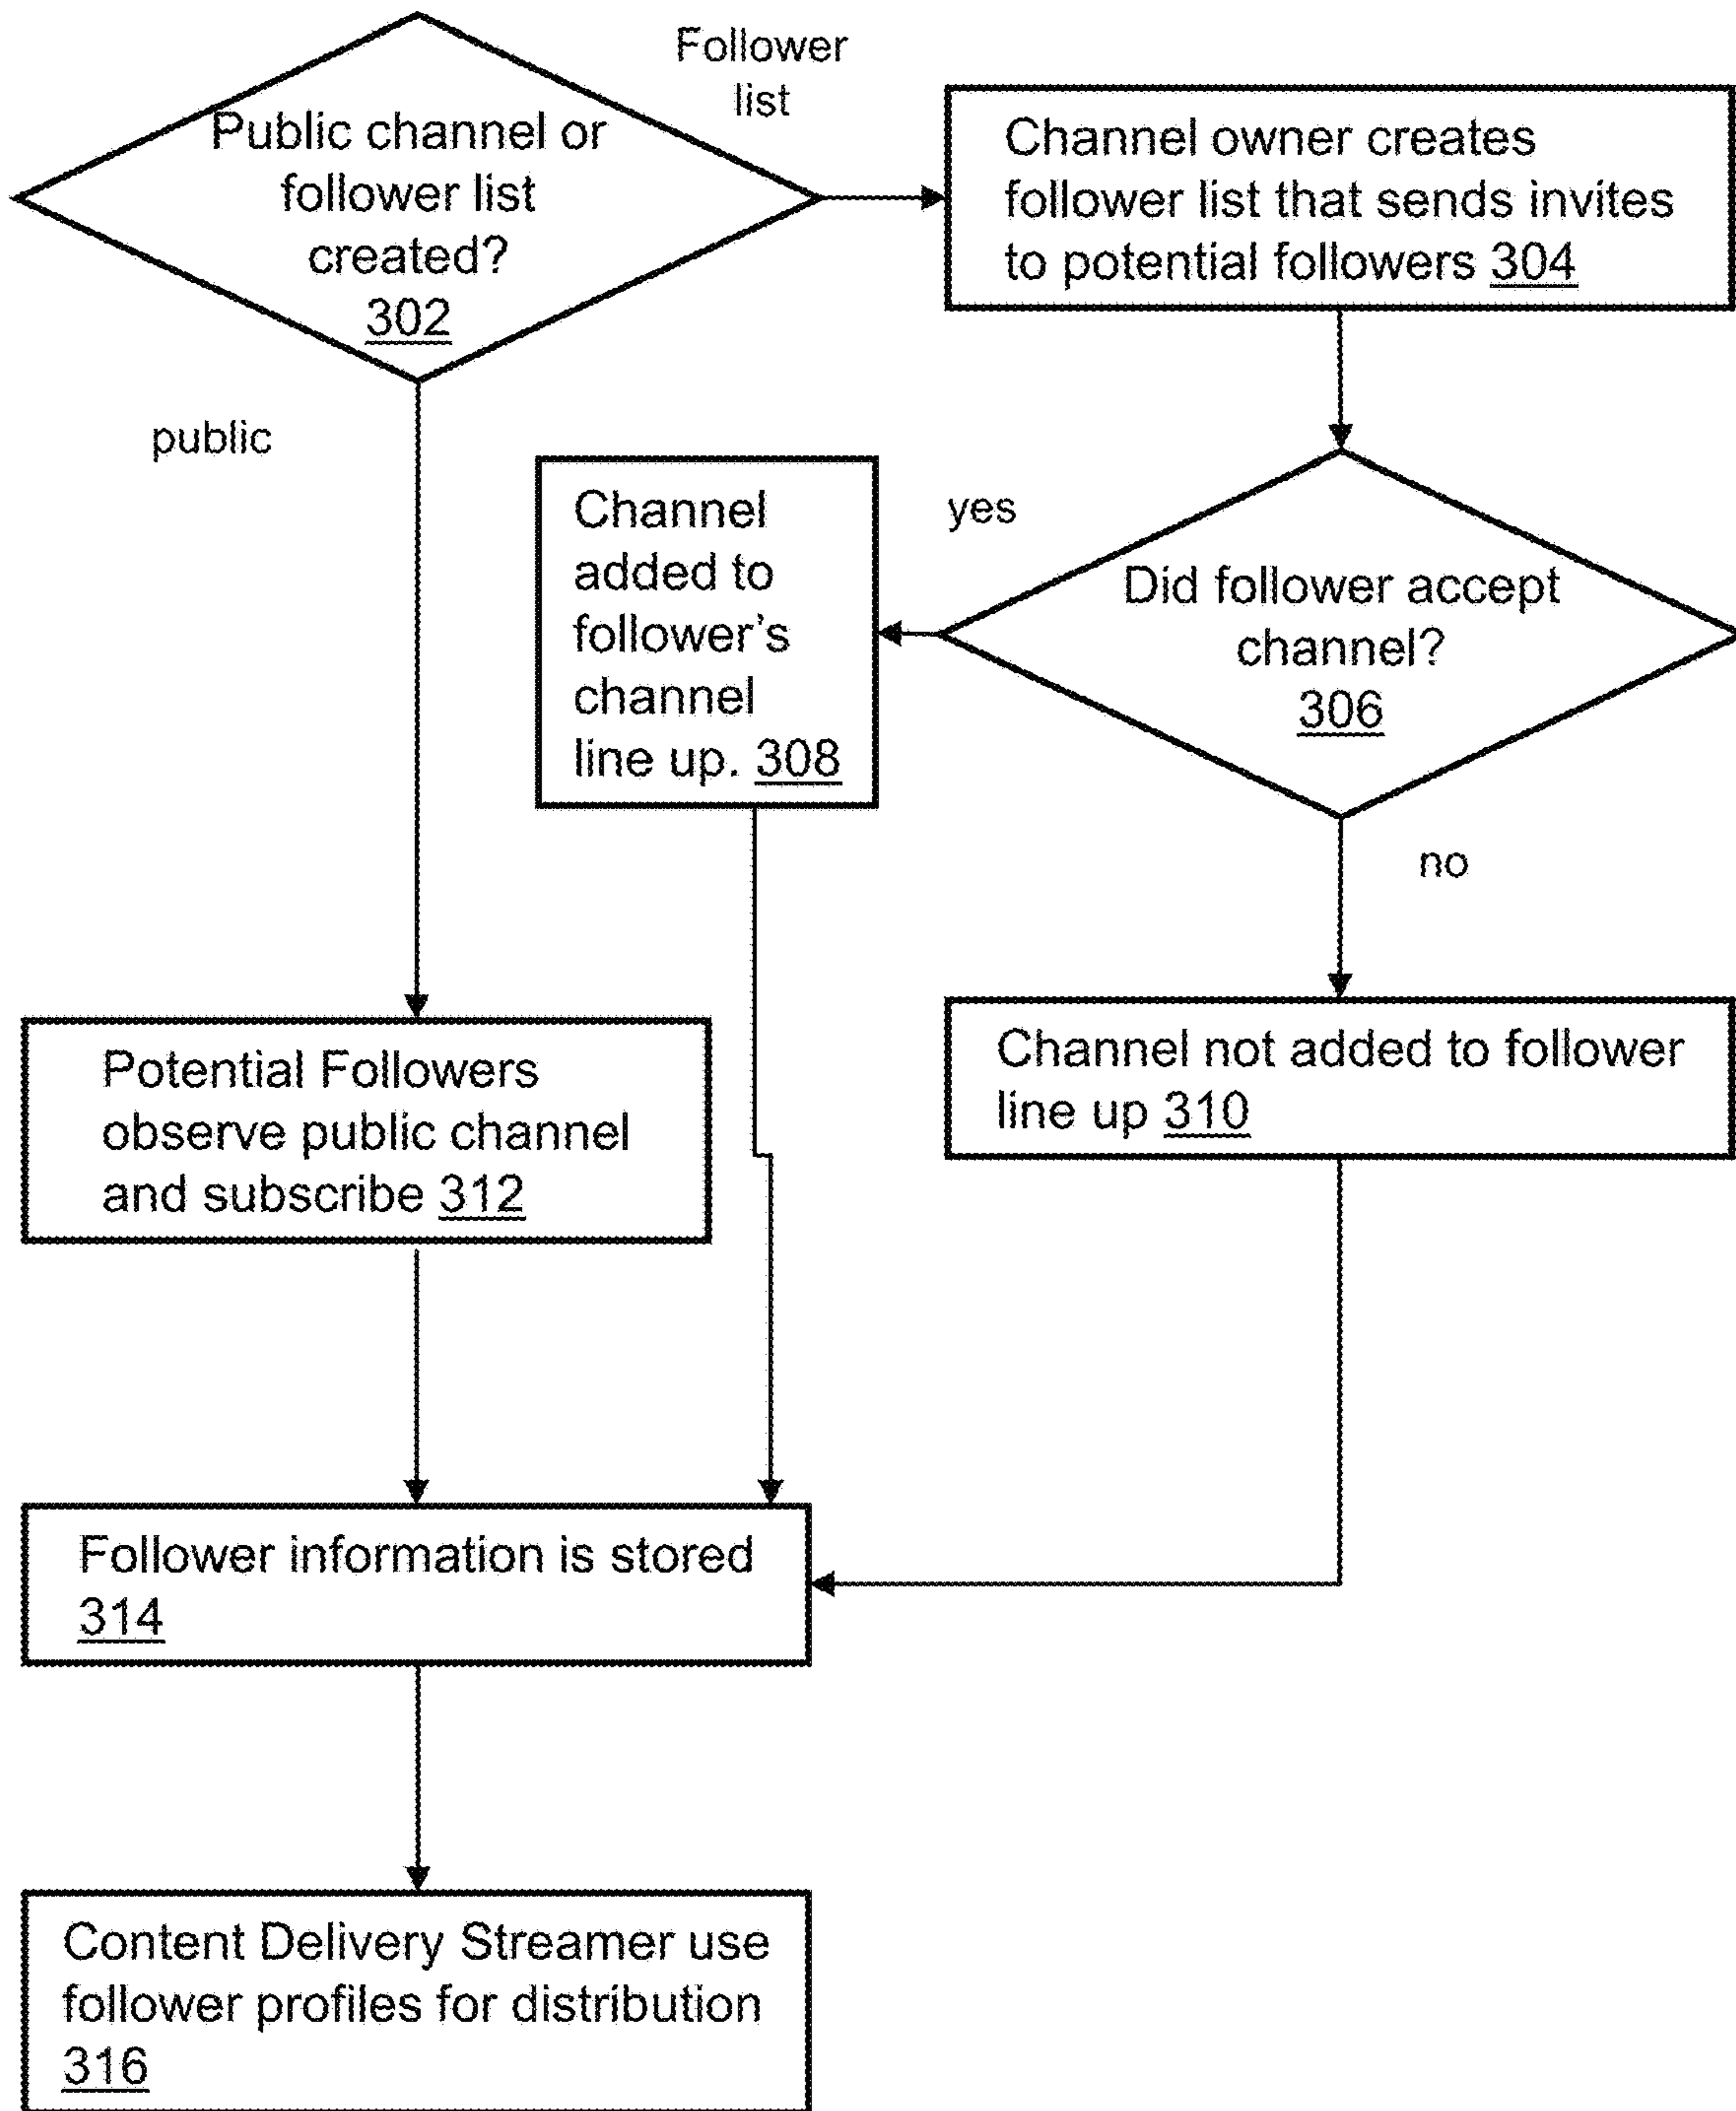 Follower
list
Public channel or
follower list
created?
302
Channel owner creates
follower list that sends invites
to potential followers 304
public
Channel
added to
follower's
channel
line up. 308
yes
Did follower accept
channel?
306
no
Potential Followers
observe public channel
and subscribe 312
Channel not added to follower
line up 310
Follower information is stored
314
Content Delivery Streamer use
follower profiles for distribution
316